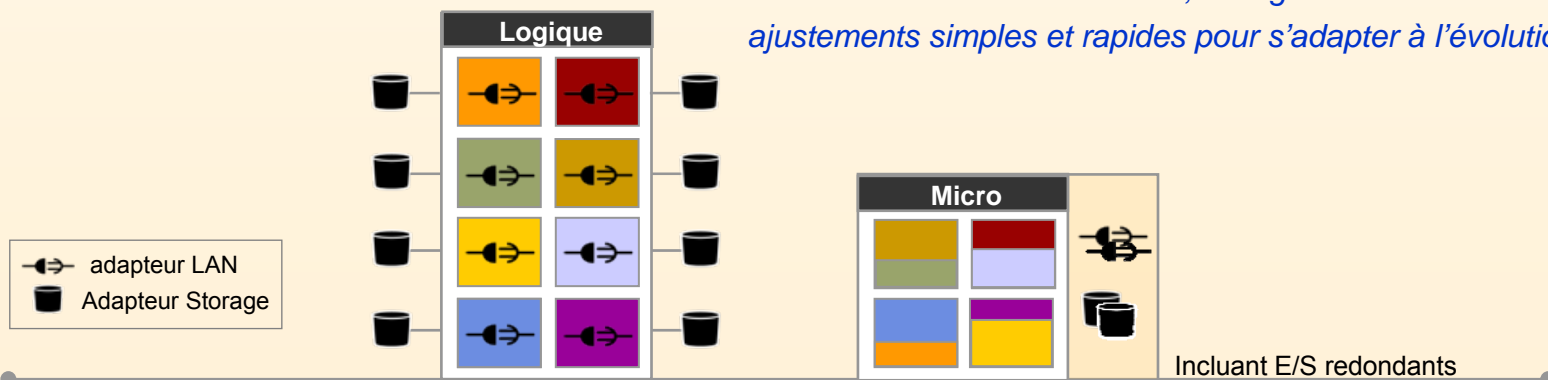 ajustements simples et rapides pour s’adapter à l’évolutio
Logique
Micro
adapteur LAN
Adapteur Storage
Incluant E/S redondants